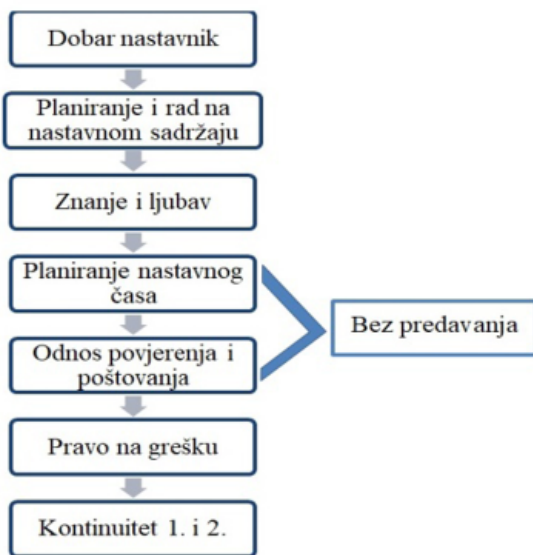 Dobar nastavnik
Planiranje i rad na
nastavnom sadržaju
Znanje i ljubav
Planiranje nastavnog
časa
Odnos povjerenja i
poštovanja
Bez predavanja
Pravo na grešku
Kontinuitet 1. i 2.